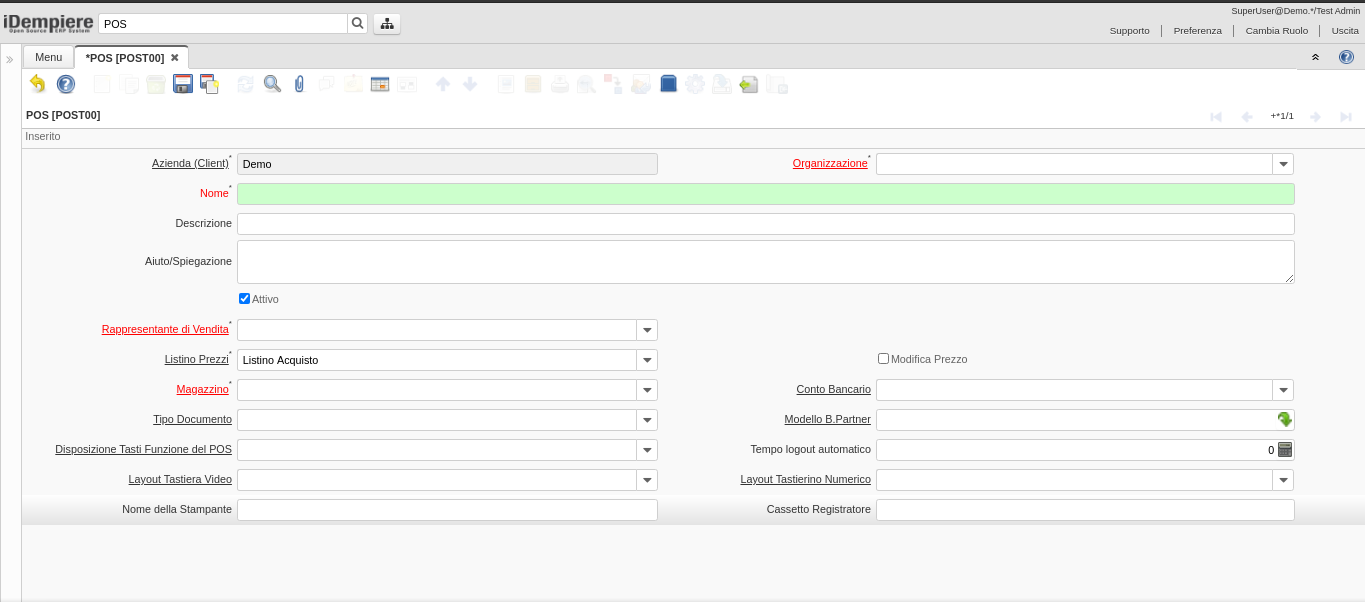 SuperUser@Demo.*/Test Admin
iDempiere
Open Source ERP System
POS
Supporto Preferenza Cambia Ruolo Uscita
Menu *POS [POST00]
POS [POST00] +*1/1
Inserito
Azienda (Client)* Demo Organizzazione*
Nome*
Descrizione
Aiuto/Spiegazione
Attivo
Rappresentante di Vendita*
Listino Prezzi* Listino Acquisto Modifica Prezzo
Magazzino* Conto Bancario
Tipo Documento Modello B.Partner
Disposizione Tasti Funzione del POS Tempo logout automatico 0
Layout Tastiera Video Layout Tastierino Numerico
Nome della Stampante Cassetto Registratore